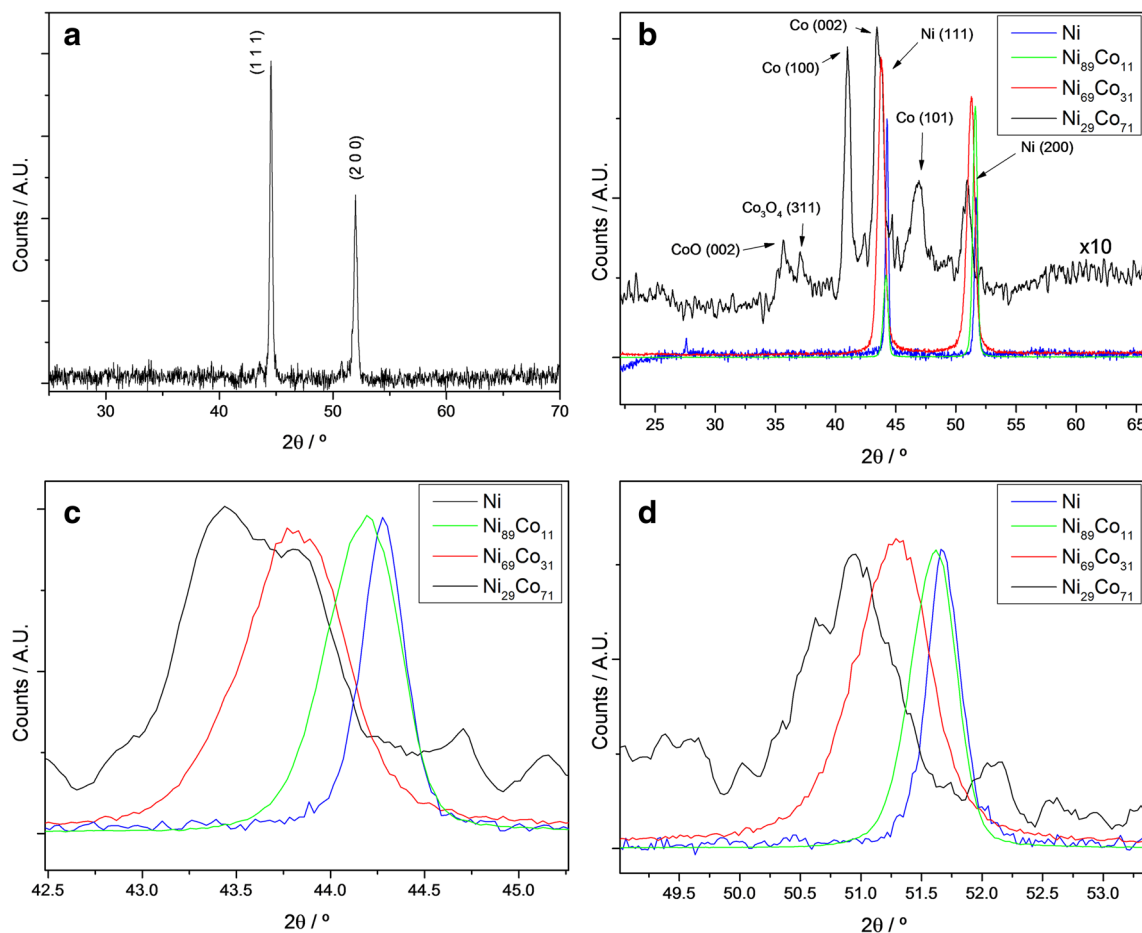 a
(1 1 1)
(2 0 0)
Counts / A.U.
30 40 50 60 70
2θ / º
b
Co (002)
Ni (111)
Co (100)
Co (101)
Ni (200)
Co₃O₄ (311)
CoO (002)
x10
Ni
Ni₈₉Co₁₁
Ni₆₉Co₃₁
Ni₂₉Co₇₁
Counts / A.U.
25 30 35 40 45 50 55 60 65
2θ / º
c
Ni
Ni₈₉Co₁₁
Ni₆₉Co₃₁
Ni₂₉Co₇₁
Counts / A.U.
42.5 43.0 43.5 44.0 44.5 45.0
2θ / º
d
Ni
Ni₈₉Co₁₁
Ni₆₉Co₃₁
Ni₂₉Co₇₁
Counts / A.U.
49.5 50.0 50.5 51.0 51.5 52.0 52.5 53.0
2θ / º